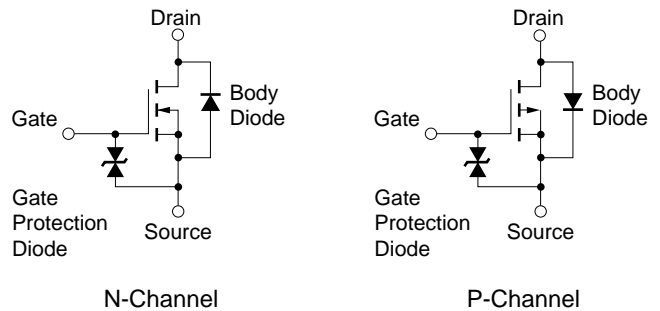 Drain
Body
Diode
Gate
Gate
Protection
Diode
Source
N-Channel
Drain
Body
Diode
Gate
Gate
Protection
Diode
Source
P-Channel